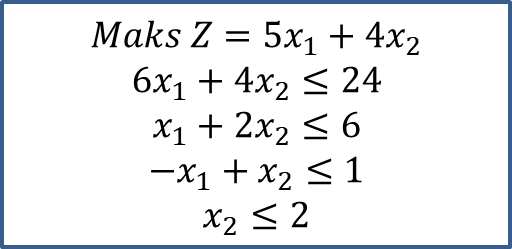 Maks Z = 5x₁ + 4x₂
6x₁ + 4x₂ ≤ 24
x₁ + 2x₂ ≤ 6
−x₁ + x₂ ≤ 1
x₂ ≤ 2